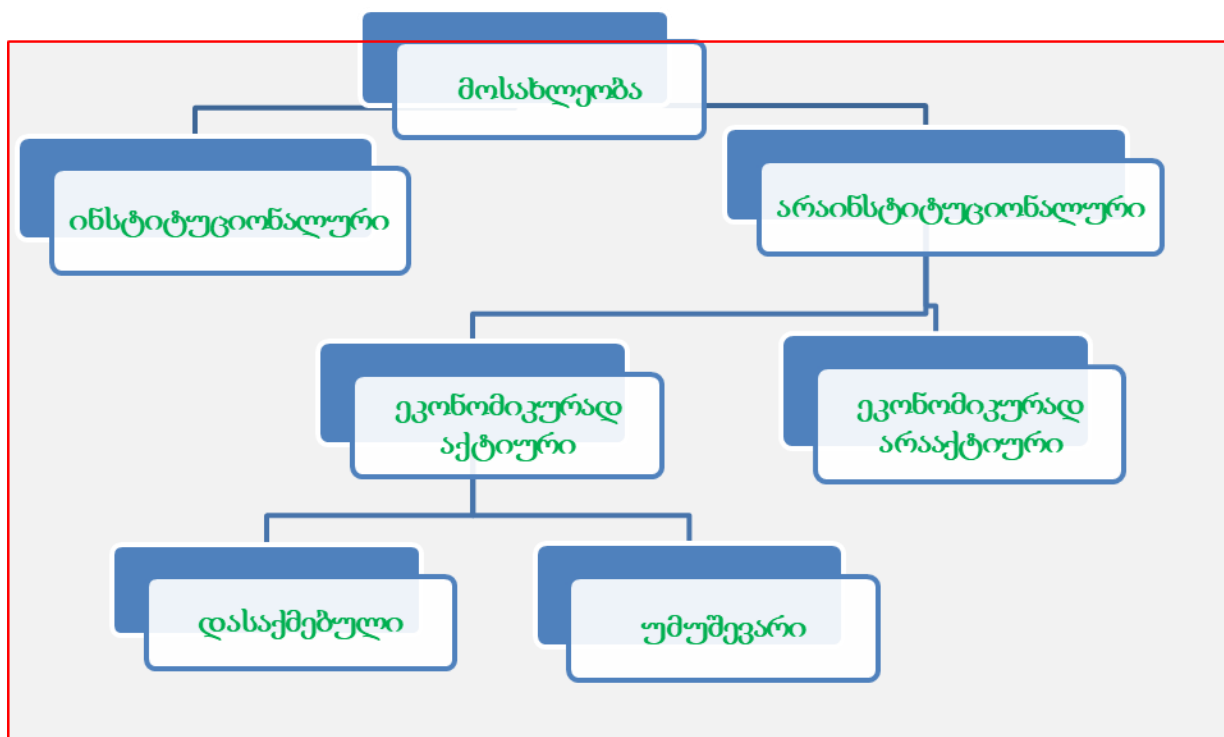 მოსახლეობა
ინსტიტუციონალური
არაინსტიტუციონალური
ეკონომიკურად
აქტიური
ეკონომიკურად
არააქტიური
დასაქმებული
უმუშევარი